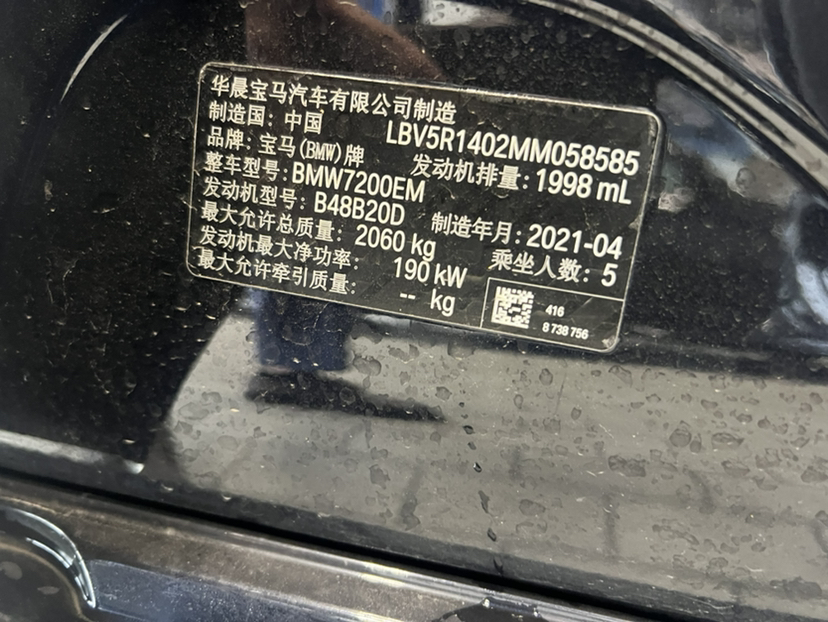 华晨宝马汽车有限公司制造
制造国: 中国 LBV5R1402MM058585
品牌: 宝马(BMW)牌 发动机排量: 1998 mL
整车型号: BMW7200EM
发动机型号: B48B20D 制造年月: 2021-04
最大允许总质量: 2060 kg 乘坐人数: 5
发动机最大净功率: 190 kW
最大允许牵引质量: -- kg
416
8 738 756